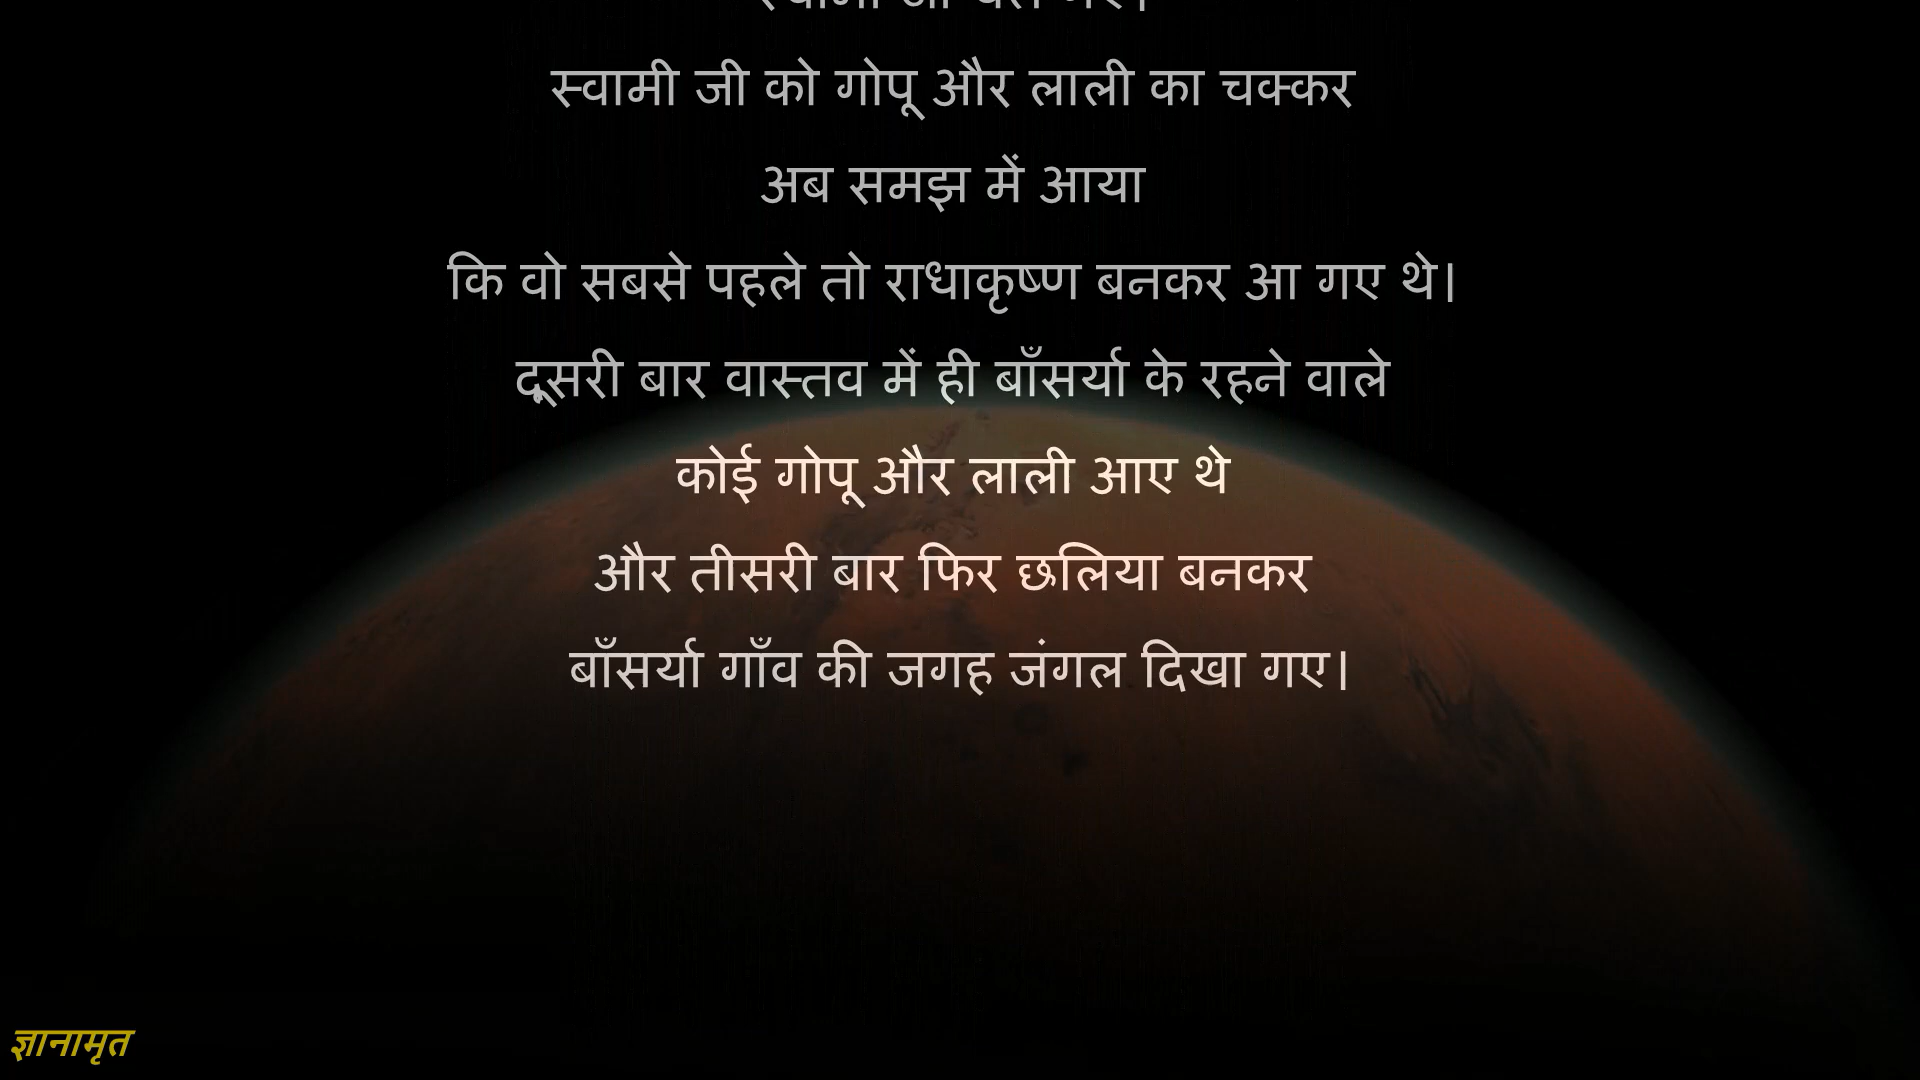 स्वामी जी को गोपू और लाली का चक्कर
अब समझ में आया
कि वो सबसे पहले तो राधाकृष्ण बनकर आ गए थे।
दूसरी बार वास्तव में ही बाँसर्या के रहने वाले
कोई गोपू और लाली आए थे
और तीसरी बार फिर छलिया बनकर
बाँसर्या गाँव की जगह जंगल दिखा गए।
ज्ञानामृत